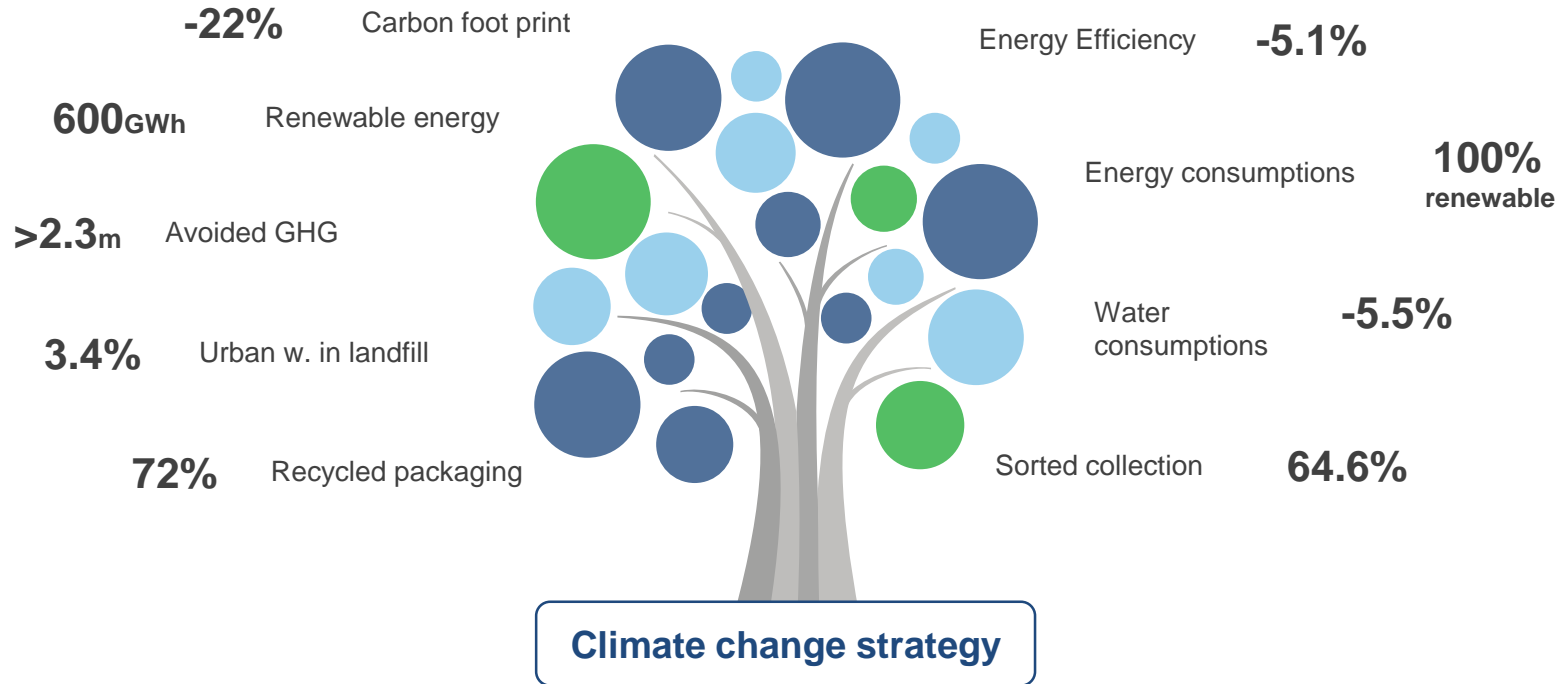 -22% Carbon foot print
600GWh Renewable energy
>2.3m Avoided GHG
3.4% Urban w. in landfill
72% Recycled packaging
Energy Efficiency -5.1%
Energy consumptions 100%
renewable
Water
consumptions -5.5%
Sorted collection 64.6%
Climate change strategy